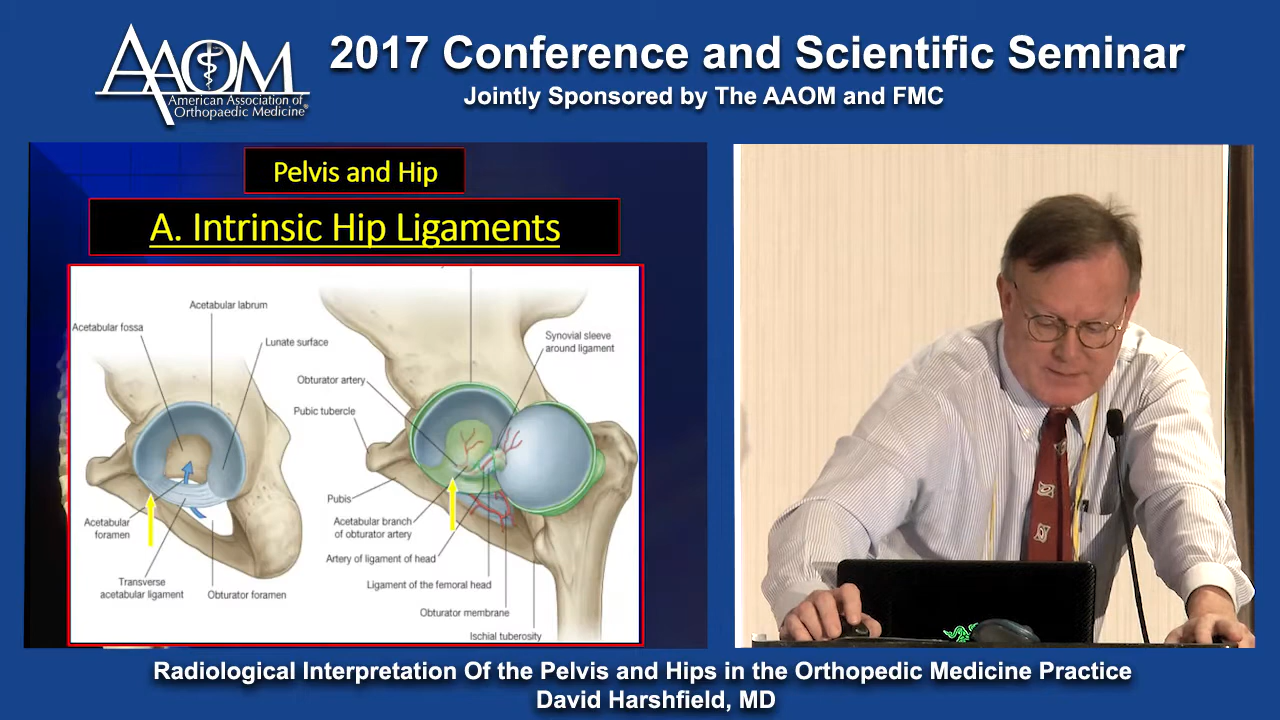 AAOM
American Association of
Orthopaedic Medicine®
2017 Conference and Scientific Seminar
Jointly Sponsored by The AAOM and FMC
Pelvis and Hip
A. Intrinsic Hip Ligaments
Acetabular labrum
Acetabular fossa
Lunate surface
Acetabular
foramen
Transverse
acetabular ligament
Obturator foramen
Synovial sleeve
around ligament
Obturator artery
Pubic tubercle
Pubis
Acetabular branch
of obturator artery
Artery of ligament of head
Ligament of the femoral head
Obturator membrane
Ischial tuberosity
Radiological Interpretation Of the Pelvis and Hips in the Orthopedic Medicine Practice
David Harshfield, MD